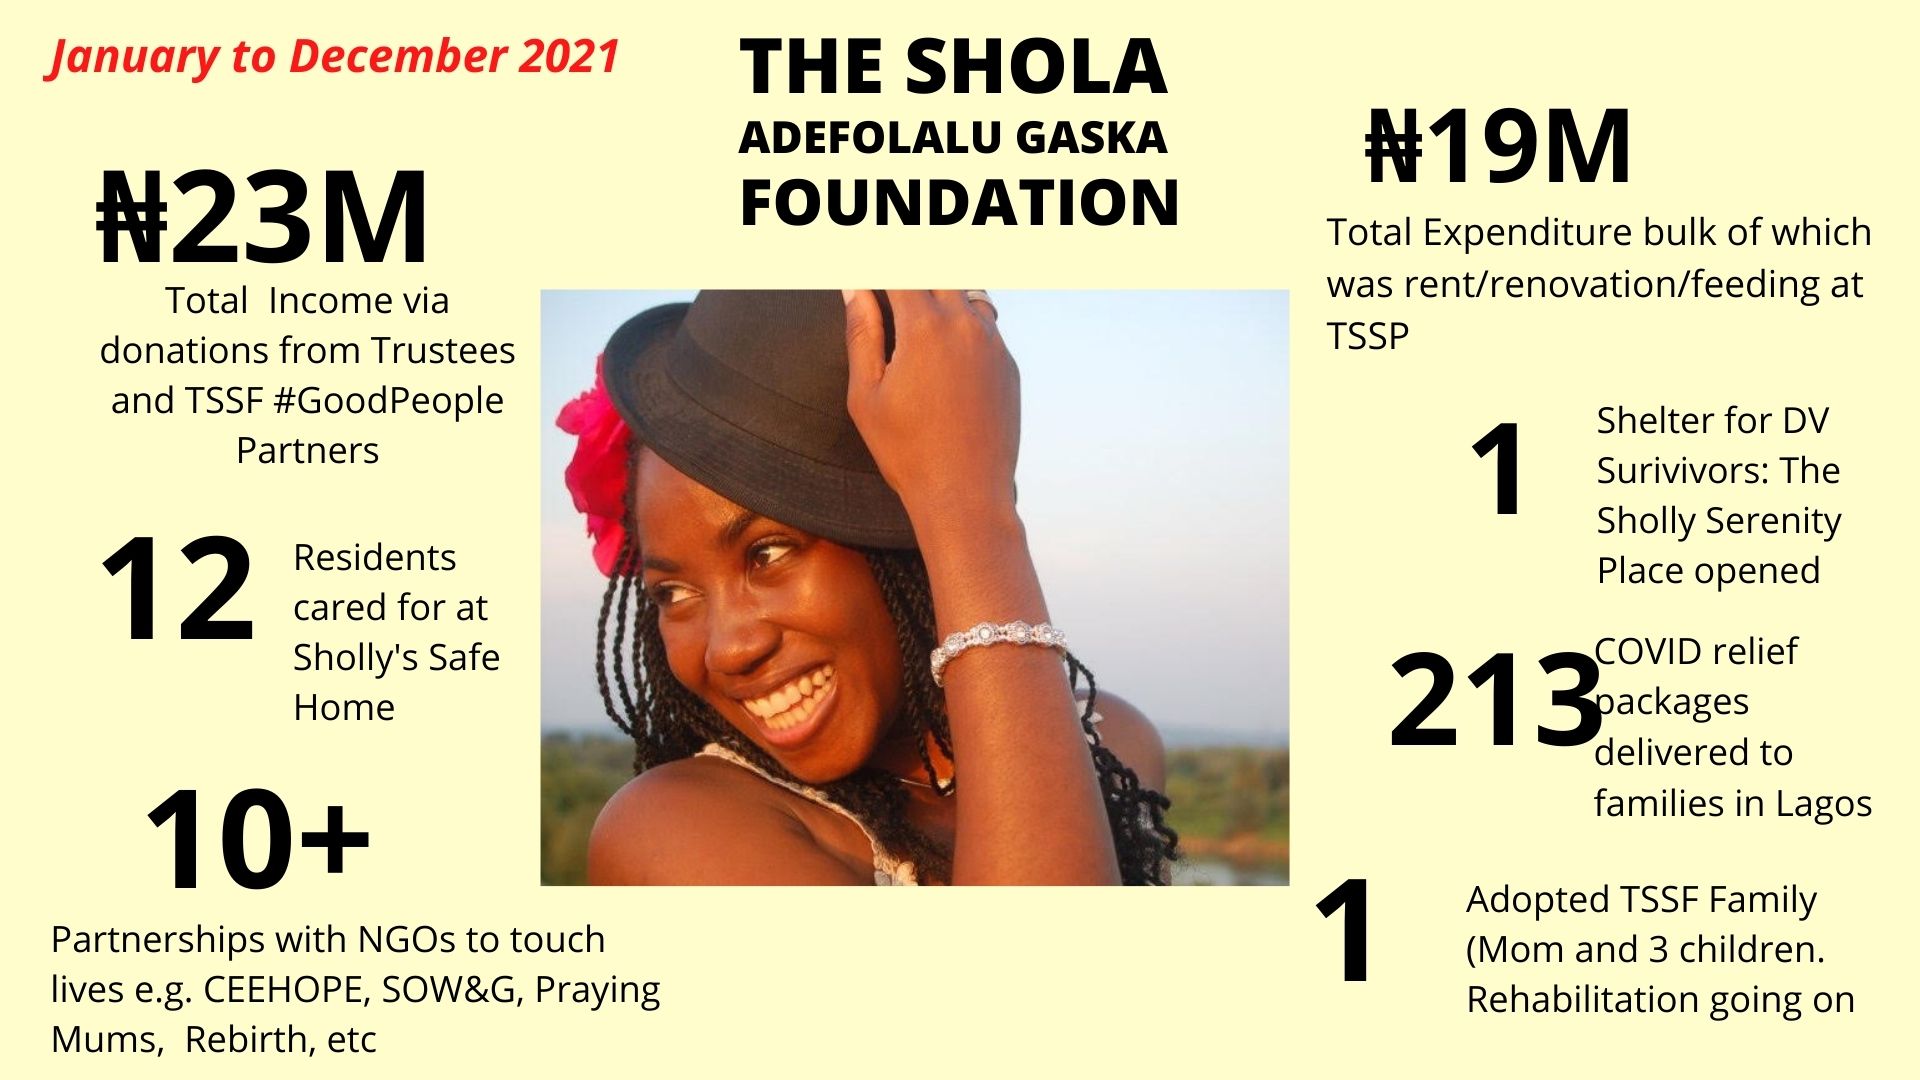 January to December 2021
THE SHOLA
ADEFOLALU GASKA
FOUNDATION
₦23M
Total Income via
donations from Trustees
and TSSF #GoodPeople
Partners
12
Residents
cared for at
Sholly's Safe
Home
10+
Partnerships with NGOs to touch
lives e.g. CEEHOPE, SOW&G, Praying
Mums, Rebirth, etc
₦19M
Total Expenditure bulk of which
was rent/renovation/feeding at
TSSP
1
Shelter for DV
Surivivors: The
Sholly Serenity
Place opened
213
COVID relief
packages
delivered to
families in Lagos
1
Adopted TSSF Family
(Mom and 3 children.
Rehabilitation going on